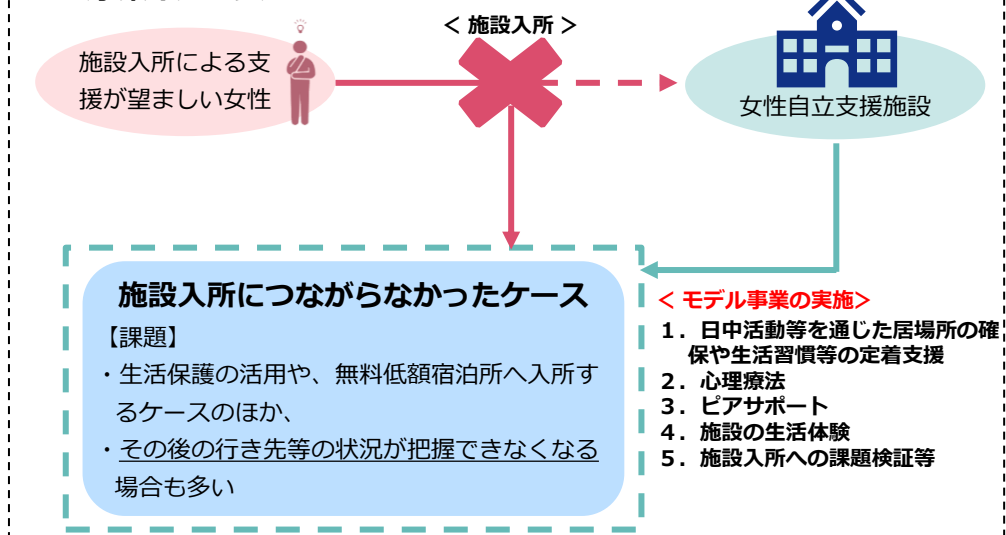 ＜ 施設入所 ＞
施設入所による支
援が望ましい女性
女性自立支援施設
施設入所につながらなかったケース
【課題】
・生活保護の活用や、無料低額宿泊所へ入所す
るケースのほか、
・その後の行き先等の状況が把握できなくなる
場合も多い
＜ モデル事業の実施＞
１．日中活動等を通じた居場所の確
保や生活習慣等の定着支援
２．心理療法
３．ピアサポート
４．施設の生活体験
５．施設入所への課題検証等